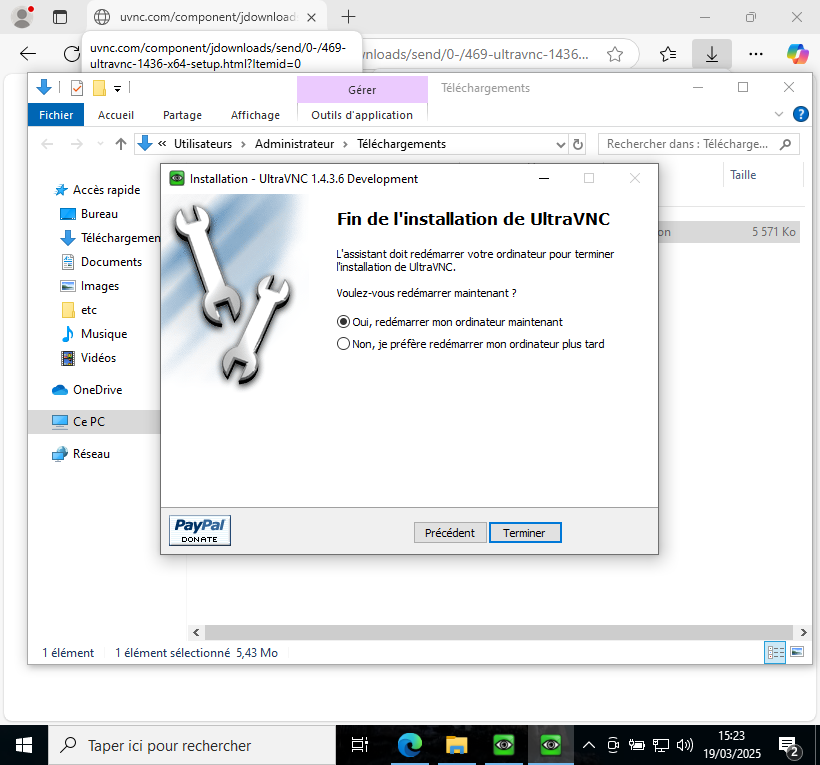 uvnc.com/component/jdownload
uvnc.com/component/jdownloads/send/0-/469-
ultravnc-1436-x64-setup.html?Itemid=0
wnloads/send/0-/469-ultravnc-1436...
Gérer
Téléchargements
Fichier
Accueil
Partage
Affichage
Outils d'application
?
« Utilisateurs > Administrateur > Téléchargements
Rechercher dans : Télécharge...
Taille
on
5 571 Ko
Accès rapide
Bureau
Téléchargemen
Documents
Images
etc
Musique
Vidéos
OneDrive
Ce PC
Réseau
Installation - UltraVNC 1.4.3.6 Development
Fin de l'installation de UltraVNC
L'assistant doit redémarrer votre ordinateur pour terminer
l'installation de UltraVNC.
Voulez-vous redémarrer maintenant ?
Oui, redémarrer mon ordinateur maintenant
Non, je préfère redémarrer mon ordinateur plus tard
PayPal
DONATE
Précédent
Terminer
1 élément
1 élément sélectionné 5,43 Mo
Taper ici pour rechercher
15:23
19/03/2025
2